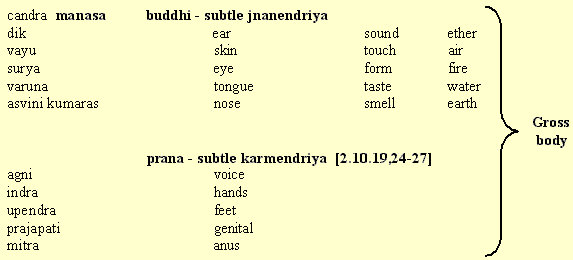 candra manasa buddhi - subtle jnanendriya
dik ear sound ether
vayu skin touch air
surya eye form fire
varuna tongue taste water
asvini kumaras nose smell earth
Gross
body
prana - subtle karmendriya [2.10.19,24-27]
agni voice
indra hands
upendra feet
prajapati genital
mitra anus